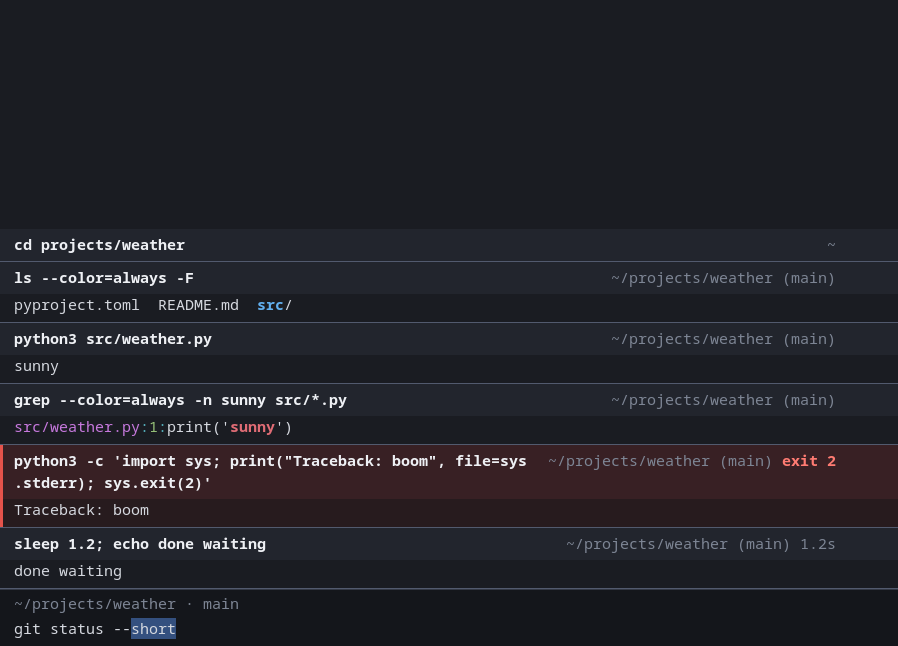 cd projects/weather ~
ls --color=always -F ~/projects/weather (main)
pyproject.toml  README.md  src/
python3 src/weather.py ~/projects/weather (main)
sunny
grep --color=always -n sunny src/*.py ~/projects/weather (main)
src/weather.py:1:print('sunny')
python3 -c 'import sys; print("Traceback: boom", file=sys ~/projects/weather (main) exit 2
.stderr); sys.exit(2)'
Traceback: boom
sleep 1.2; echo done waiting ~/projects/weather (main) 1.2s
done waiting
~/projects/weather · main
git status --short